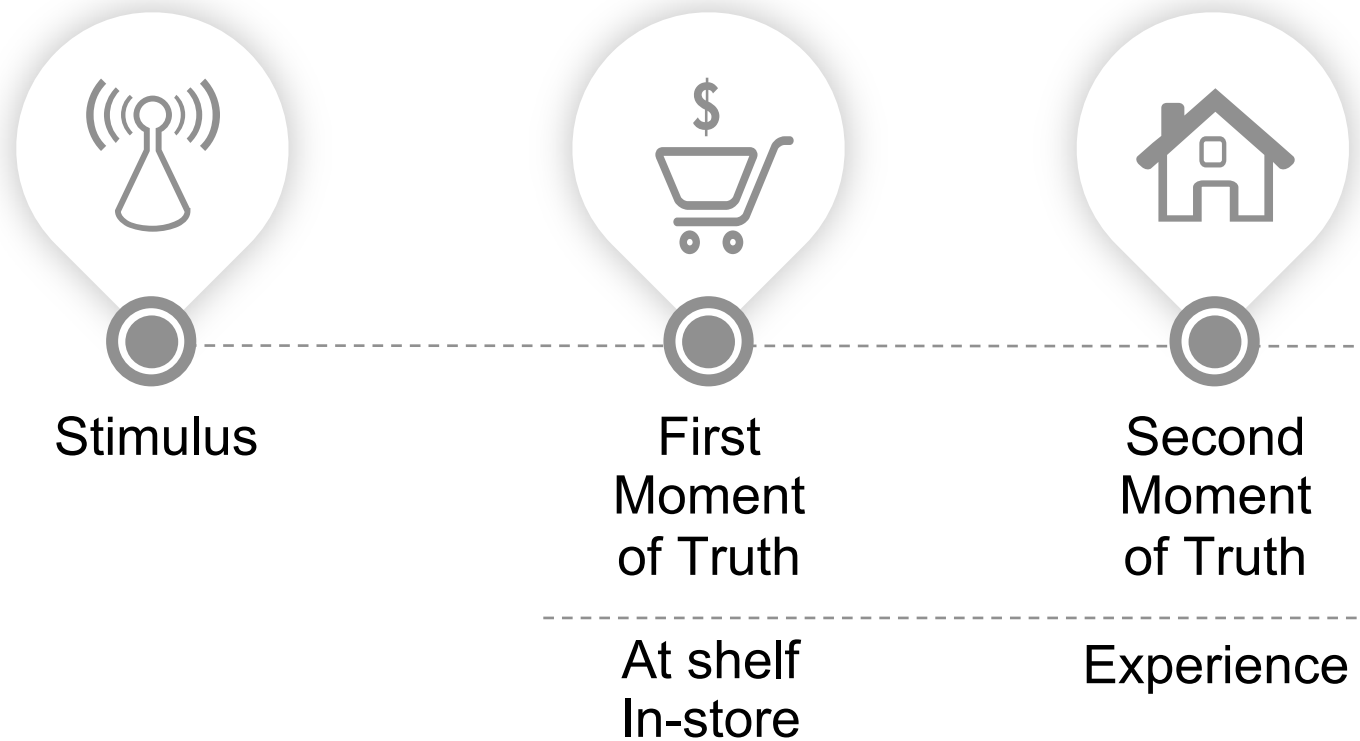 $
Stimulus
First
Moment
of Truth
At shelf
In-store
Second
Moment
of Truth
Experience